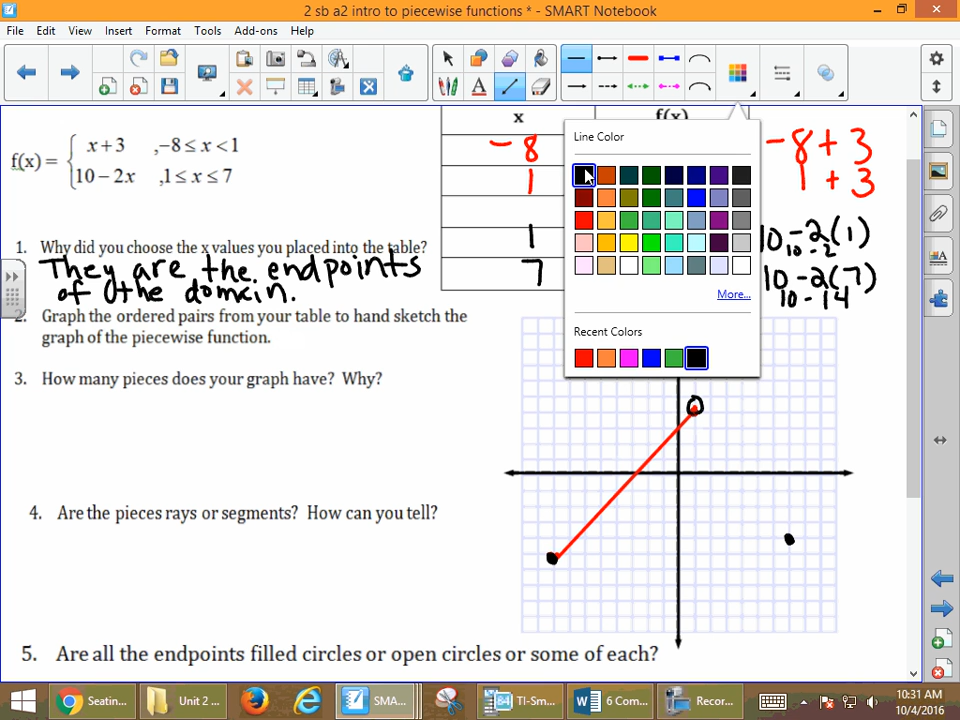 2 sb a2 intro to piecewise functions * - SMART Notebook
File Edit View Insert Format Tools Add-ons Help
x f(x)
f(x) = { x + 3 , −8 ≤ x < 1
10 − 2x , 1 ≤ x ≤ 7
-8
1
1
7
-8 + 3
1 + 3
10 - 2(1)
10 - 2
10 - 2(7)
10 - 14
Line Color
More...
Recent Colors
1. Why did you choose the x values you placed into the table?
They are the endpoints
of the domain.
2. Graph the ordered pairs from your table to hand sketch the
graph of the piecewise function.
3. How many pieces does your graph have? Why?
4. Are the pieces rays or segments? How can you tell?
5. Are all the endpoints filled circles or open circles or some of each?
Seatin... Unit 2 ... SMA... TI-Sm... 6 Com... Recor...
10:31 AM
10/4/2016